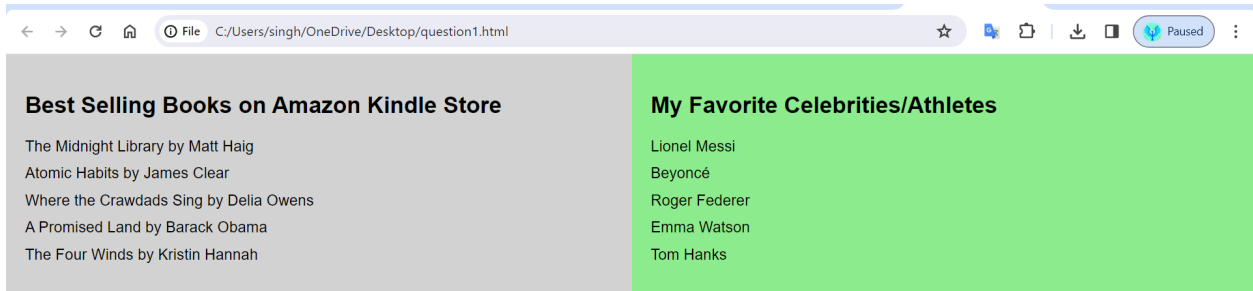 File C:/Users/singh/OneDrive/Desktop/question1.html
Paused
Best Selling Books on Amazon Kindle Store
The Midnight Library by Matt Haig
Atomic Habits by James Clear
Where the Crawdads Sing by Delia Owens
A Promised Land by Barack Obama
The Four Winds by Kristin Hannah
My Favorite Celebrities/Athletes
Lionel Messi
Beyoncé
Roger Federer
Emma Watson
Tom Hanks